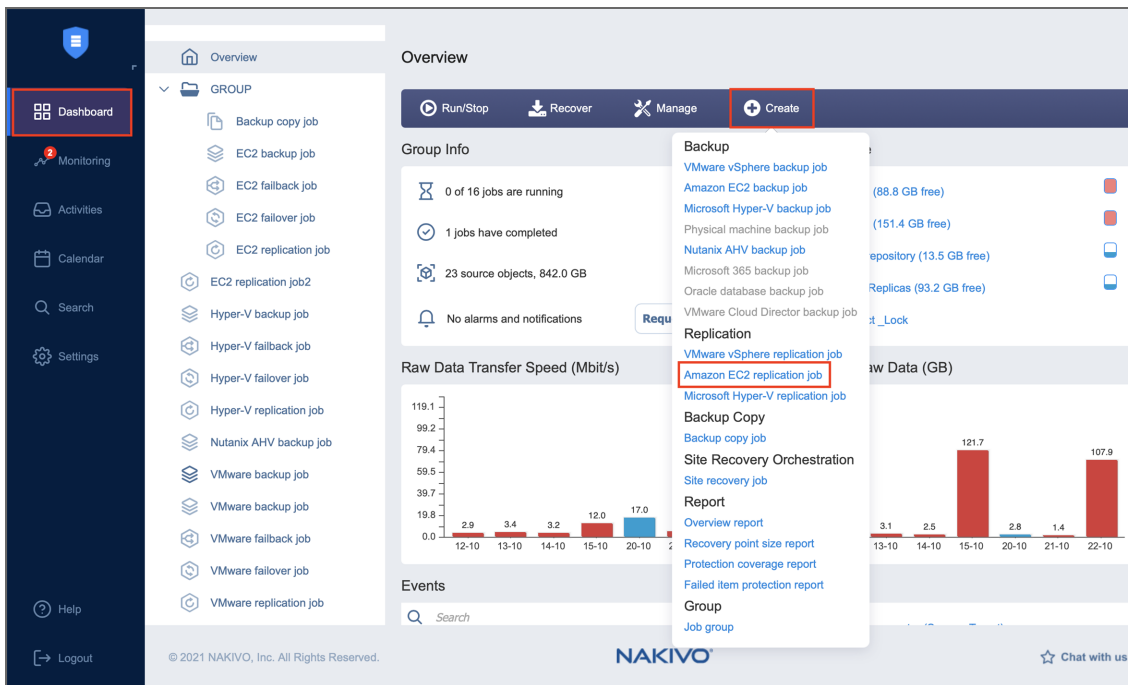 Dashboard
2
Monitoring
Activities
Calendar
Search
Settings
Help
Logout
Overview
GROUP
Backup copy job
EC2 backup job
EC2 failback job
EC2 failover job
EC2 replication job
EC2 replication job2
Hyper-V backup job
Hyper-V failback job
Hyper-V failover job
Hyper-V replication job
Nutanix AHV backup job
VMware backup job
VMware backup job
VMware failback job
VMware failover job
VMware replication job
Overview
Run/Stop Recover Manage Create
Group Info
0 of 16 jobs are running
1 jobs have completed
23 source objects, 842.0 GB
No alarms and notifications
Requ
Backup
VMware vSphere backup job
Amazon EC2 backup job
Microsoft Hyper-V backup job
Physical machine backup job
Nutanix AHV backup job
Microsoft 365 backup job
Oracle database backup job
VMware Cloud Director backup job
Replication
VMware vSphere replication job
Amazon EC2 replication job
Microsoft Hyper-V replication job
Backup Copy
Backup copy job
Site Recovery Orchestration
Site recovery job
Report
Overview report
Recovery point size report
Protection coverage report
Failed item protection report
Group
Job group
(88.8 GB free)
(151.4 GB free)
epository (13.5 GB free)
Replicas (93.2 GB free)
ct _Lock
Raw Data Transfer Speed (Mbit/s)
119.1
99.2
79.4
59.5
39.7
19.8
0.0
2.9 3.4 3.2 12.0 17.0
12-10 13-10 14-10 15-10 20-10 2
aw Data (GB)
3.1 2.5 121.7 2.8 1.4 107.9
13-10 14-10 15-10 20-10 21-10 22-10
Events
Search
© 2021 NAKIVO, Inc. All Rights Reserved.
NAKIVO
Chat with us